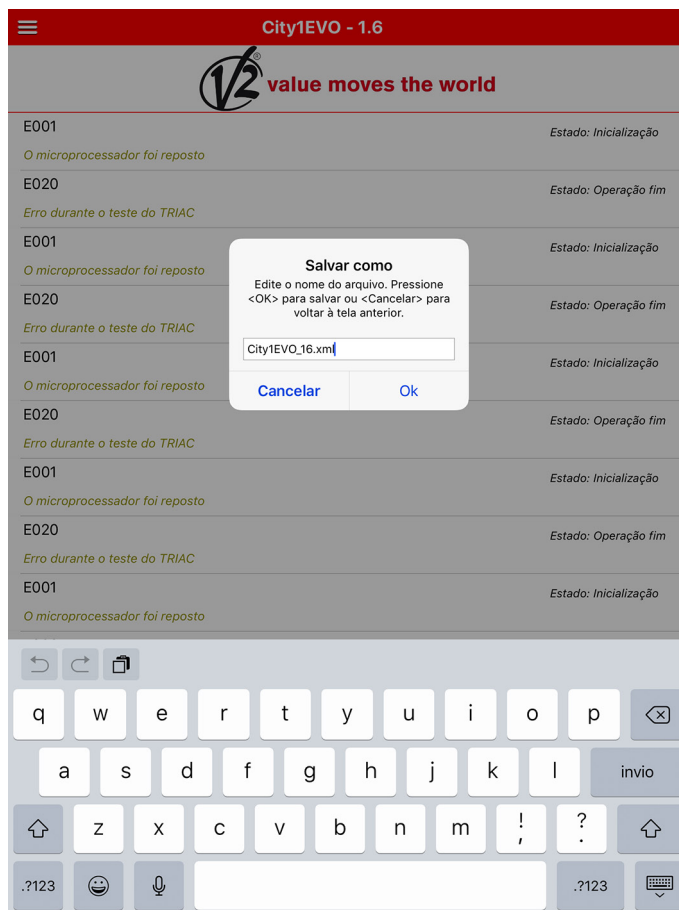 City1EVO - 1.6
V2® value moves the world
E001
Estado: Inicialização
O microprocessador foi reposto
E020
Estado: Operação fim
Erro durante o teste do TRIAC
E001
Estado: Inicialização
O microprocessador foi reposto
E020
Estado: Operação fim
Erro durante o teste do TRIAC
E001
Estado: Inicialização
O microprocessador foi reposto
E020
Estado: Operação fim
Erro durante o teste do TRIAC
E001
Estado: Inicialização
O microprocessador foi reposto
E020
Estado: Operação fim
Erro durante o teste do TRIAC
E001
Estado: Inicialização
O microprocessador foi reposto
Salvar como
Edite o nome do arquivo. Pressione
<OK> para salvar ou <Cancelar> para
voltar à tela anterior.
City1EVO_16.xml
Cancelar Ok
q w e r t y u i o p
a s d f g h j k l invio
z x c v b n m ! , ? .
.?123 .?123